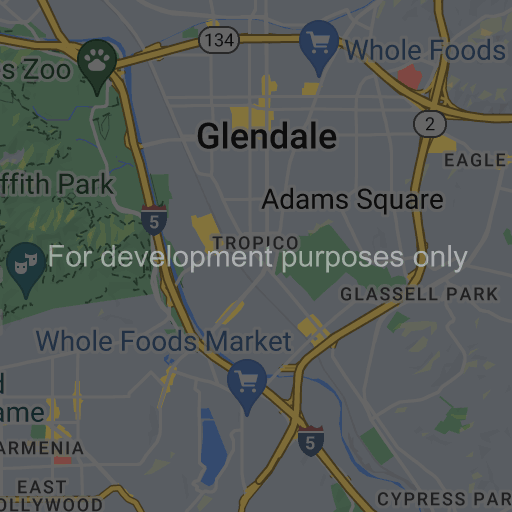 134
Whole Foods
s Zoo
2
Glendale
EAGLE
ffith Park
Adams Square
5
TROPICO
For development purposes only
GLASSELL PARK
Whole Foods Market
d
ame
ARMENIA
5
EAST
OLLYWOOD
CYPRESS PAR